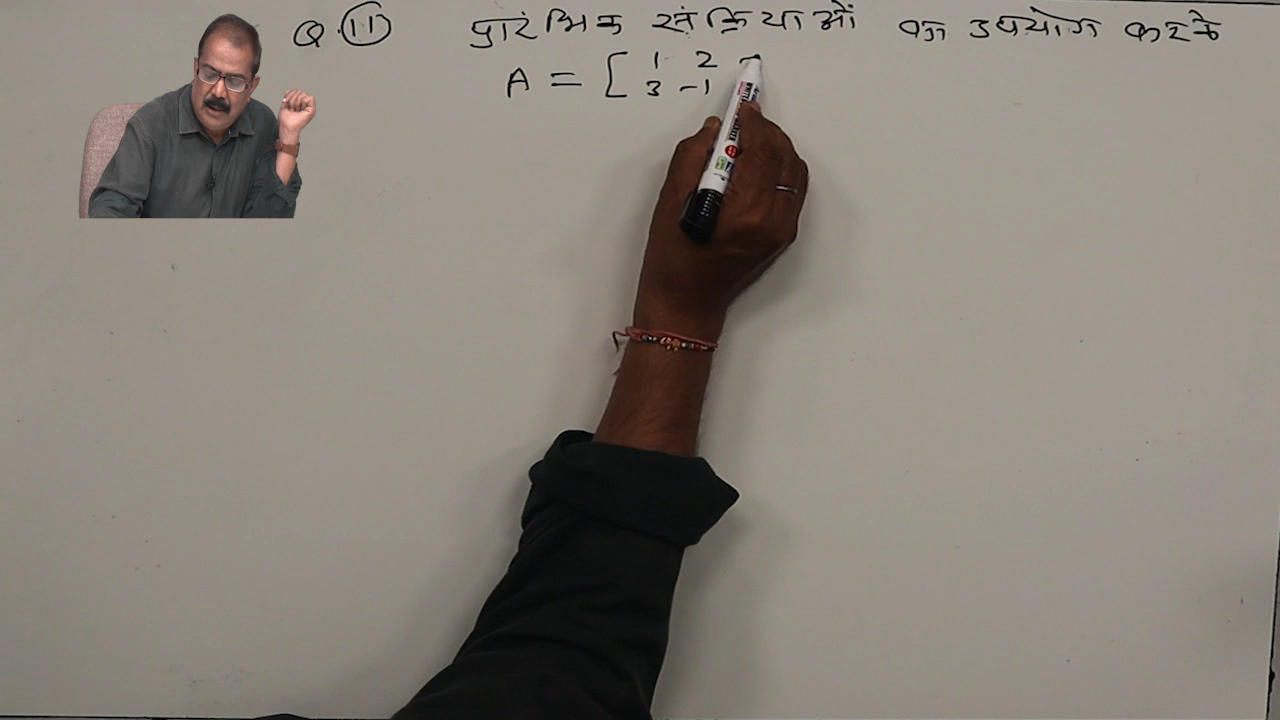 Q. 11 प्रारंभिक संक्रियाओं का उपयोग करके
A = [ 1 2
3 -1